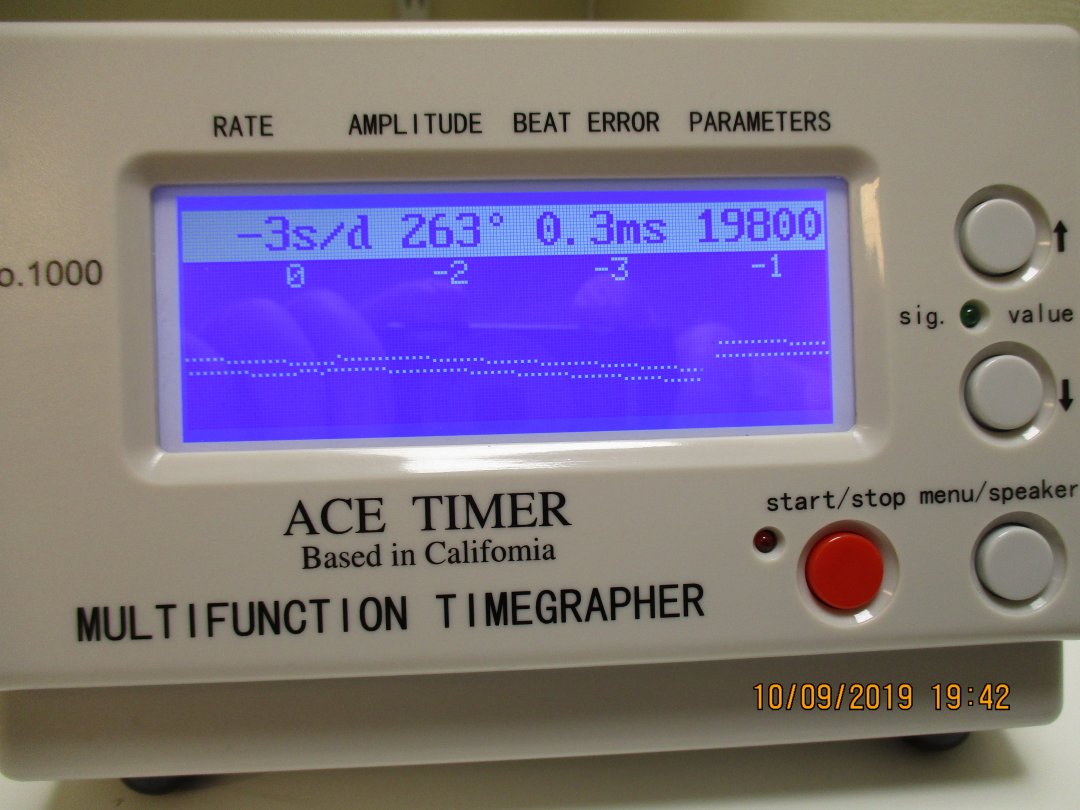 RATE AMPLITUDE BEAT ERROR PARAMETERS
-3s/d 263° 0.3ms 19800
0 -2 -3 -1
o.1000
sig. value
start/stop menu/speaker
ACE TIMER
Based in Califomia
MULTIFUNCTION TIMEGRAPHER
10/09/2019 19:42